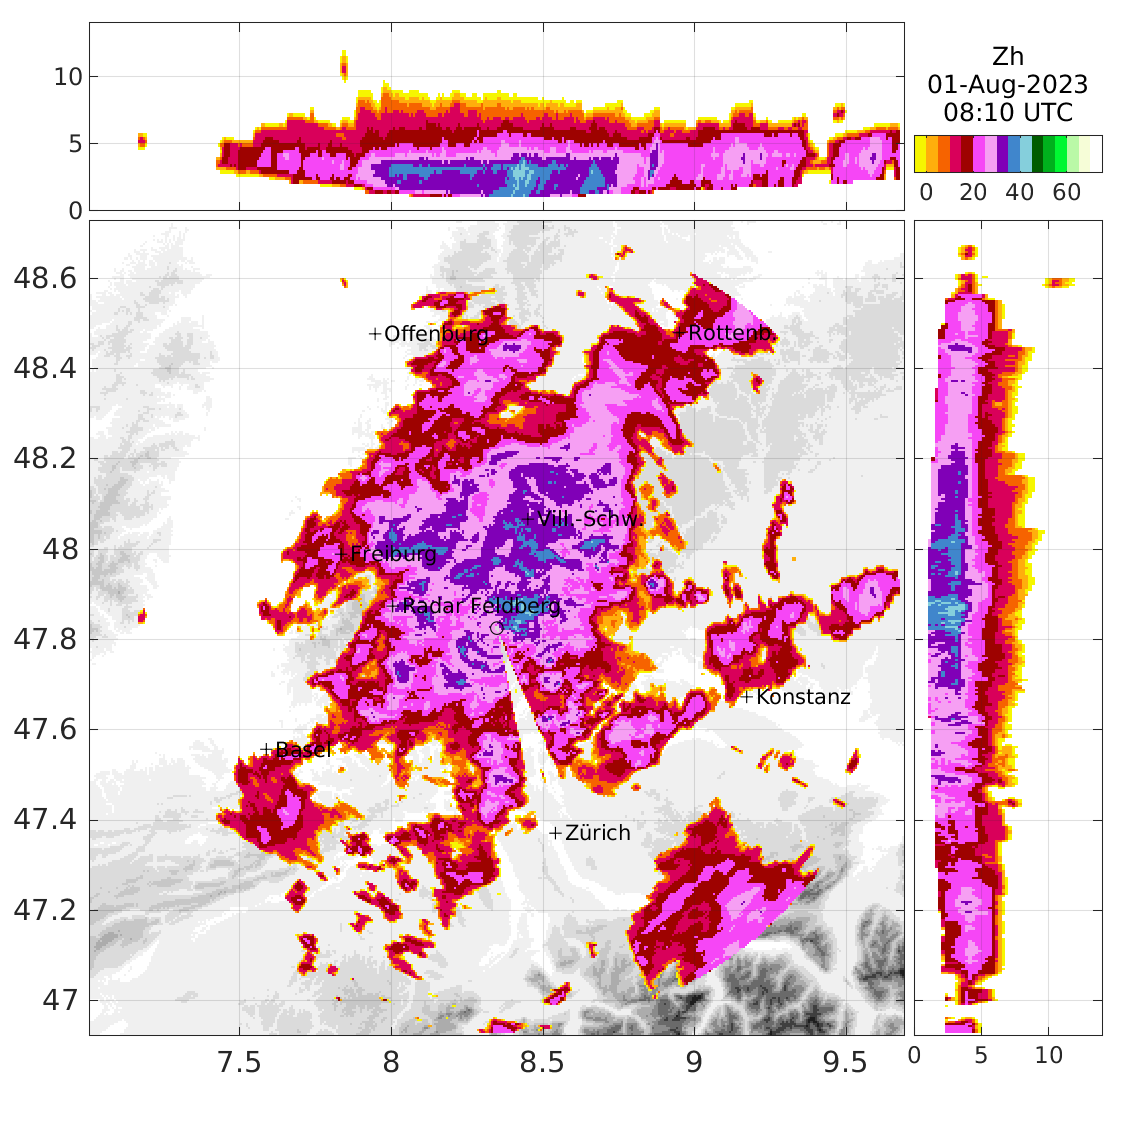 10
5
0
Zh
01-Aug-2023
08:10 UTC
0 20 40 60
48.6
48.4
48.2
48
47.8
47.6
47.4
47.2
47
+Offenburg
+Rottenb.
+Vill.-Schw.
+Freiburg
+Radar Feldberg
+Konstanz
+Basel
+Zürich
7.5 8 8.5 9 9.5
0 5 10